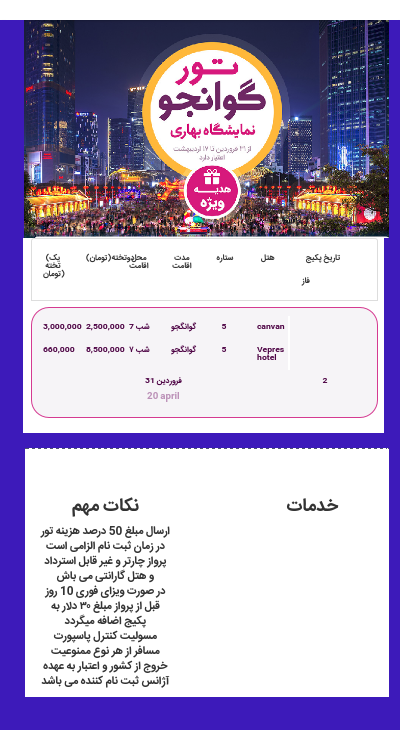 تور
گوانجو
نمایشگاه بهاری
از ۳۱ فروردین تا ۱۷ اردیبهشت
اعتبار دارد
هدیـــه
ویژه
تاریخ پکیج
فاز
هتل
ستاره
مدت اقامت
محل اقامت
دوتخته(تومان)
یک) تخته (تومان)
canvan 5 گوانگجو 7 شب 2,500,000 3,000,000
Vepres hotel 5 گوانگجو ۷ شب 8,500,000 660,000
2
31 فروردین
20 april
خدمات
نکات مهم
ارسال مبلغ 50 درصد هزینه تور
در زمان ثبت نام الزامی است
پرواز چارتر و غیر قابل استرداد
و هتل گارانتی می باش
در صورت ویزای فوری 10 روز
قبل از پرواز مبلغ ۳۰ دلار به
پکیج اضافه میگردد
مسولیت کنترل پاسپورت
مسافر از هر نوع ممنوعیت
خروج از کشور و اعتبار به عهده
آژانس ثبت نام کننده می باشد